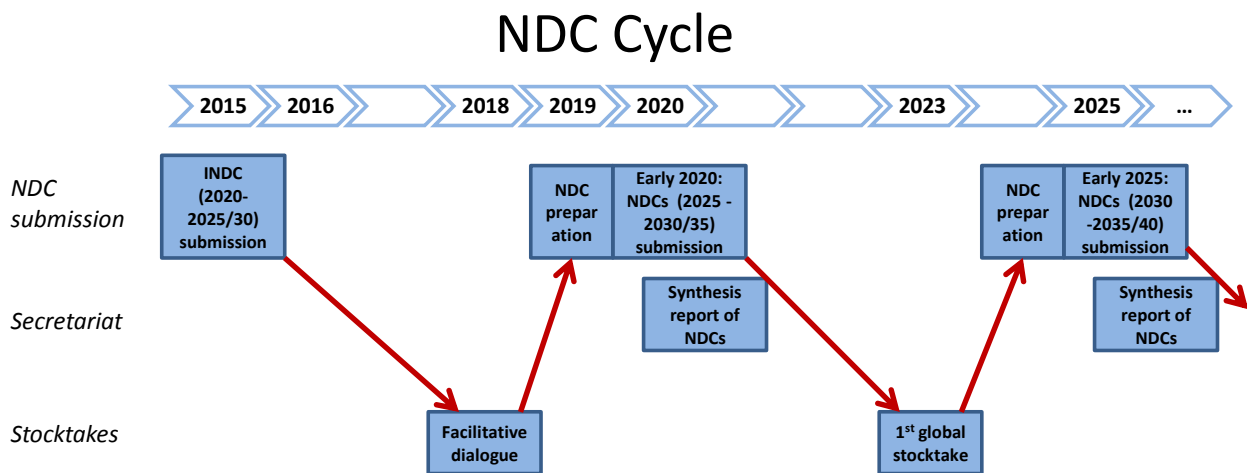 NDC Cycle
2015 2016 2018 2019 2020 2023 2025 ...
NDC
submission
INDC
(2020-
2025/30)
submission
NDC
prepar
ation
Early 2020:
NDCs (2025 -
2030/35)
submission
NDC
prepar
ation
Early 2025:
NDCs (2030
-2035/40)
submission
Secretariat
Synthesis
report of
NDCs
Synthesis
report of
NDCs
Stocktakes
Facilitative
dialogue
1st global
stocktake